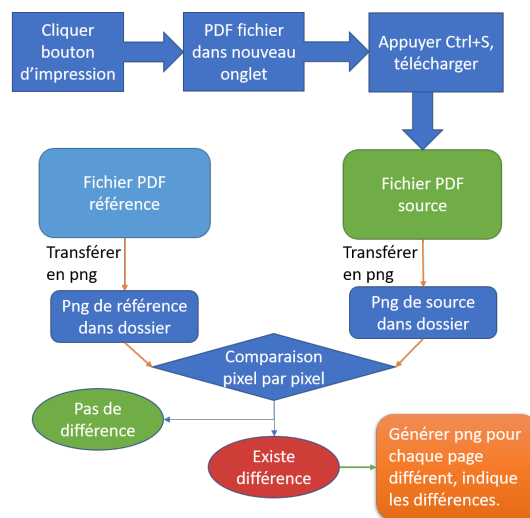 Cliquer
bouton
d'impression
PDF fichier
dans nouveau
onglet
Appuyer Ctrl+S,
télécharger
Fichier PDF
référence
Fichier PDF
source
Transférer
en png
Transférer
en png
Png de référence
dans dossier
Png de source
dans dossier
Comparaison
pixel par pixel
Pas de
différence
Existe
différence
Générer png pour
chaque page
différent, indique
les différences.